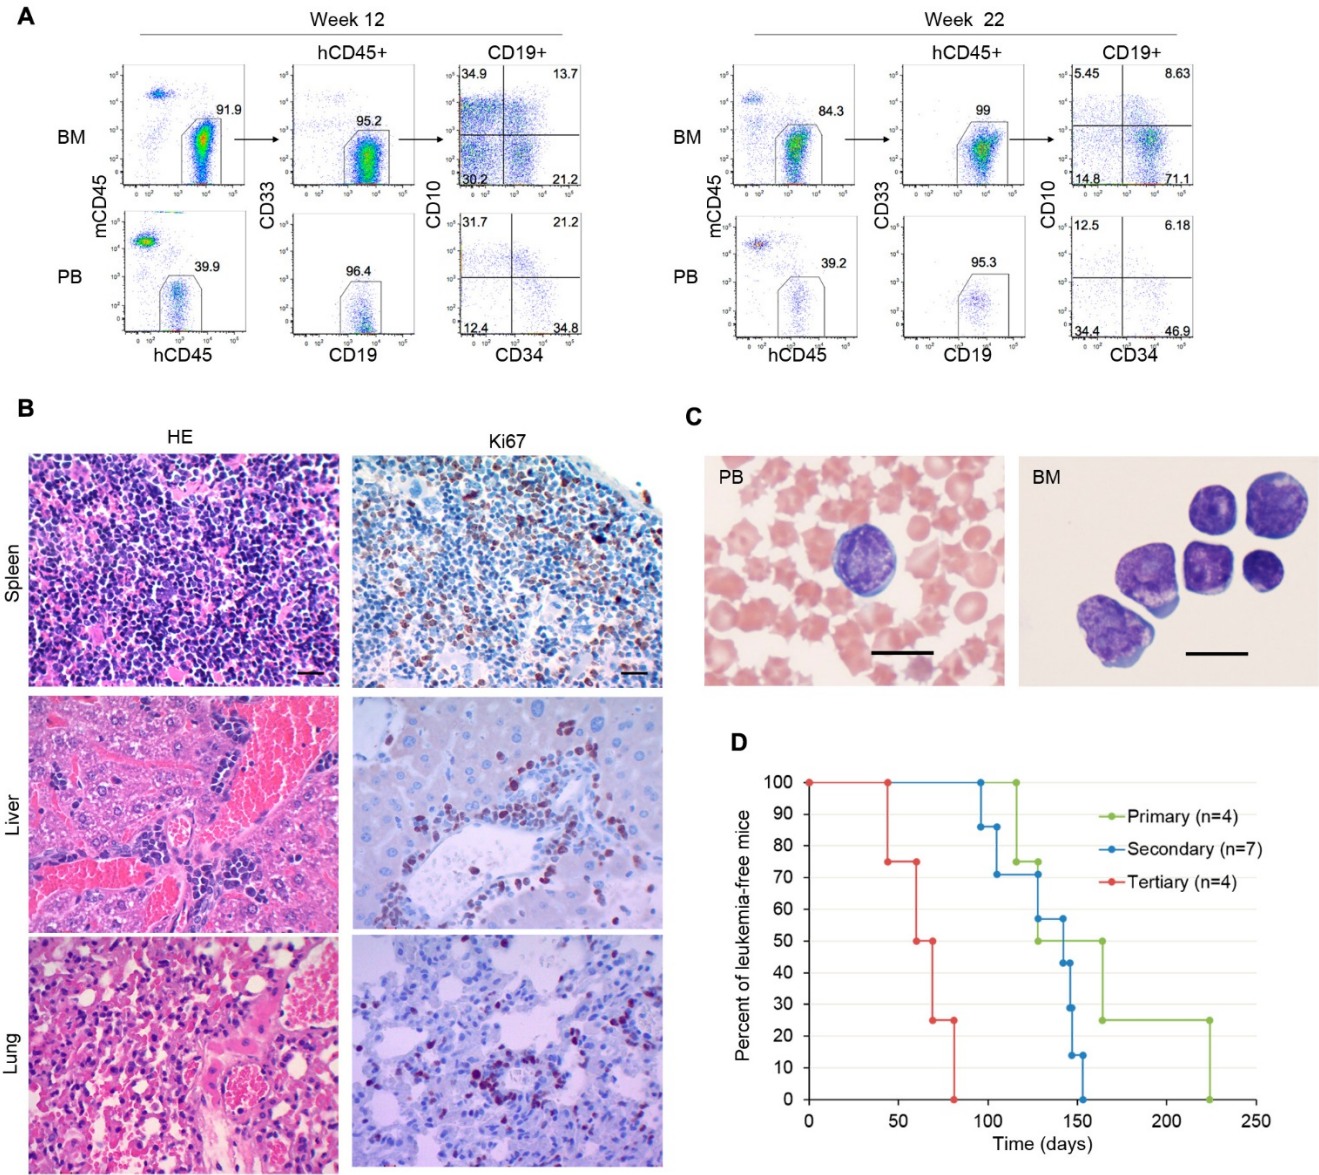 A
Week 12
Week 22
hCD45+
CD19+
hCD45+
CD19+
BM
91.9
95.2
34.9
13.7
30.2
21.2
BM
84.3
99
5.45
8.63
14.8
71.1
mCD45
CD33
CD10
mCD45
CD33
CD10
PB
39.9
96.4
31.7
21.2
12.4
34.8
PB
39.2
95.3
12.5
6.18
34.4
46.9
hCD45
CD19
CD34
hCD45
CD19
CD34
B
HE
Ki67
Spleen
Liver
Lung
C
PB
BM
D
Percent of leukemia-free mice
100
90
80
70
60
50
40
30
20
10
0
Primary (n=4)
Secondary (n=7)
Tertiary (n=4)
0 50 100 150 200 250
Time (days)